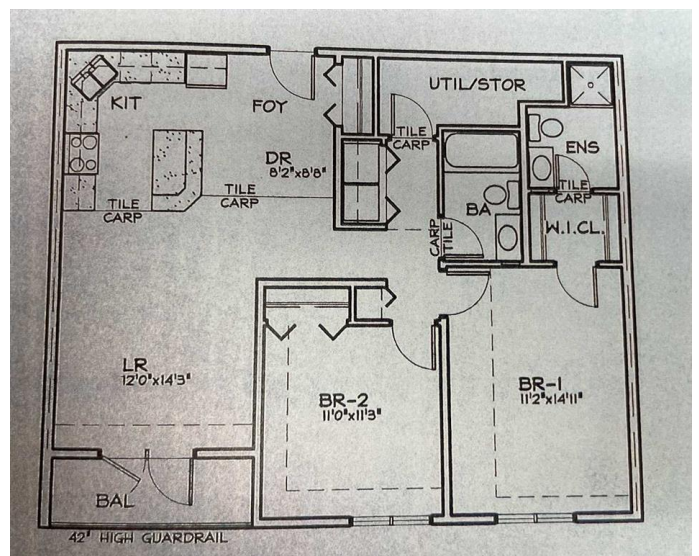 UTIL/STOR
KIT
FOY
TILE
CARP
DR
8'2"x8'8"
ENS
TILE
CARP
TILE
CARP
TILE
CARP
BA
CARP
TILE
W.I.CL.
LR
12'0"x14'3"
BR-2
11'0"x11'3"
BR-1
11'2"x14'11"
BAL
42" HIGH GUARDRAIL